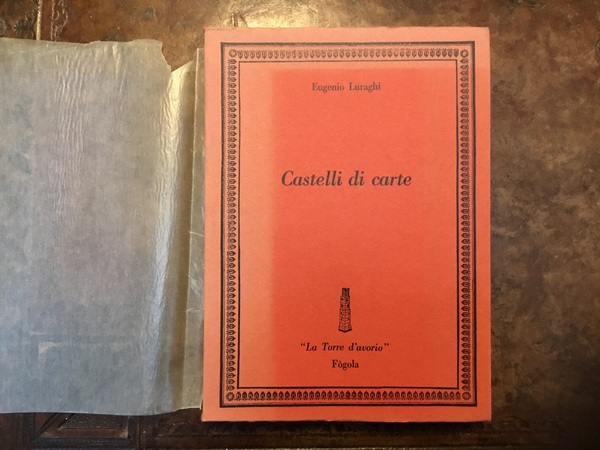 Eugenio Luraghi
Castelli di carte
"La Torre d'avorio"
Fògola